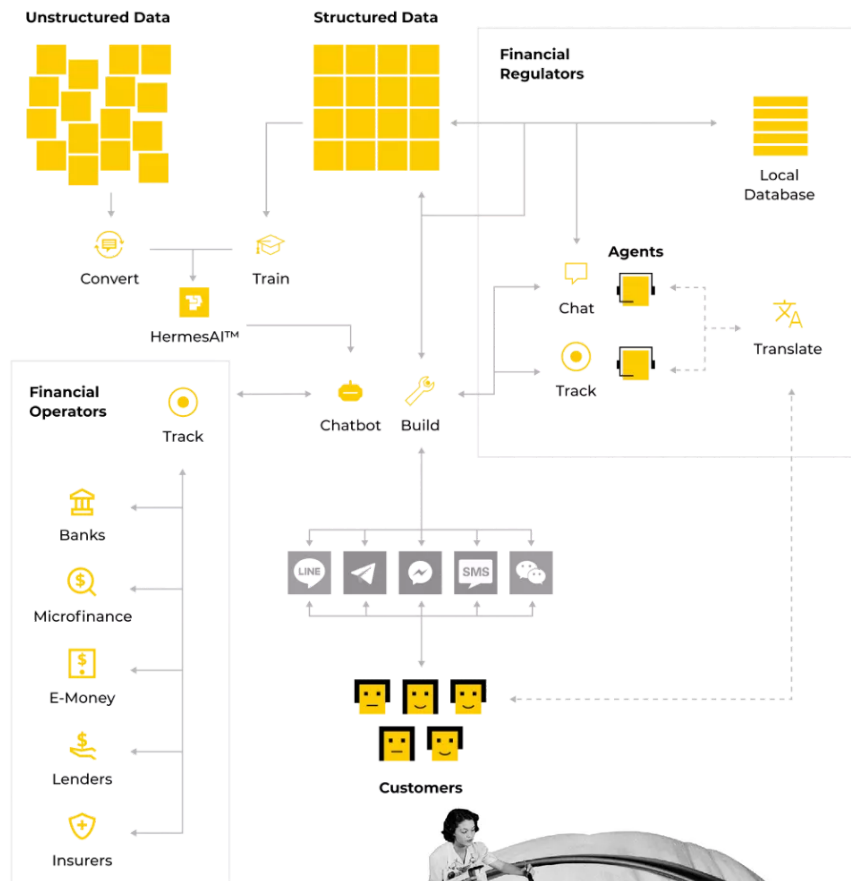 Unstructured Data
Structured Data
Financial
Regulators
Local
Database
Convert
Train
Agents
Chat
HermesAI™
Translate
Track
Financial
Operators
Track
Chatbot
Build
Banks
LINE
SMS
Microfinance
E-Money
Lenders
Customers
Insurers